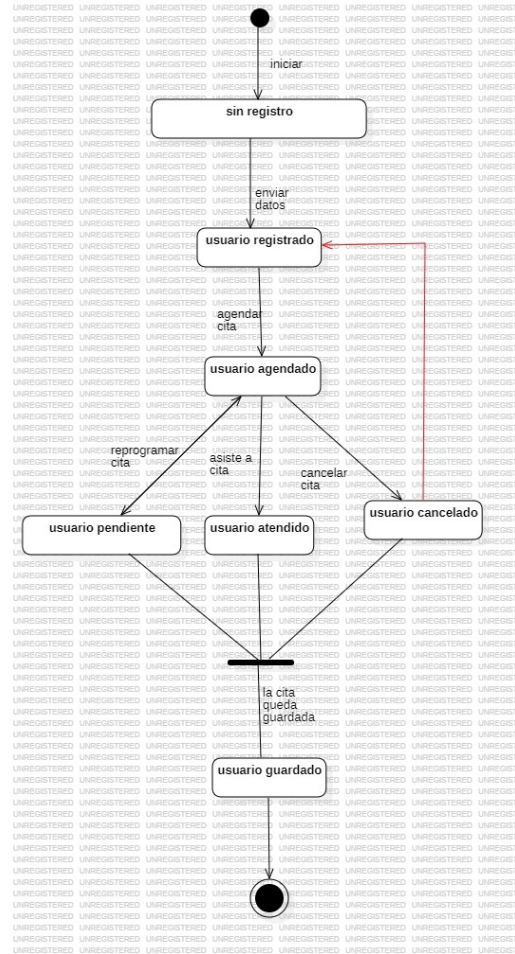 iniciar
sin registro
enviar
datos
usuario registrado
agendar
cita
usuario agendado
reprogramar
cita
asiste a
cita
cancelar
cita
usuario pendiente
usuario atendido
usuario cancelado
la cita
queda
guardada
usuario guardado
UNREGISTERED